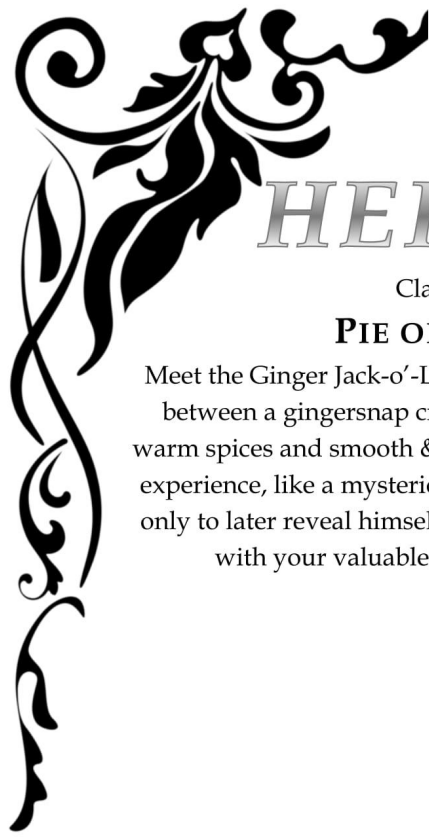 HE
Cla
PIE O
Meet the Ginger Jack-o'-L
between a gingersnap c
warm spices and smooth &
experience, like a mysteri
only to later reveal himsel
with your valuable